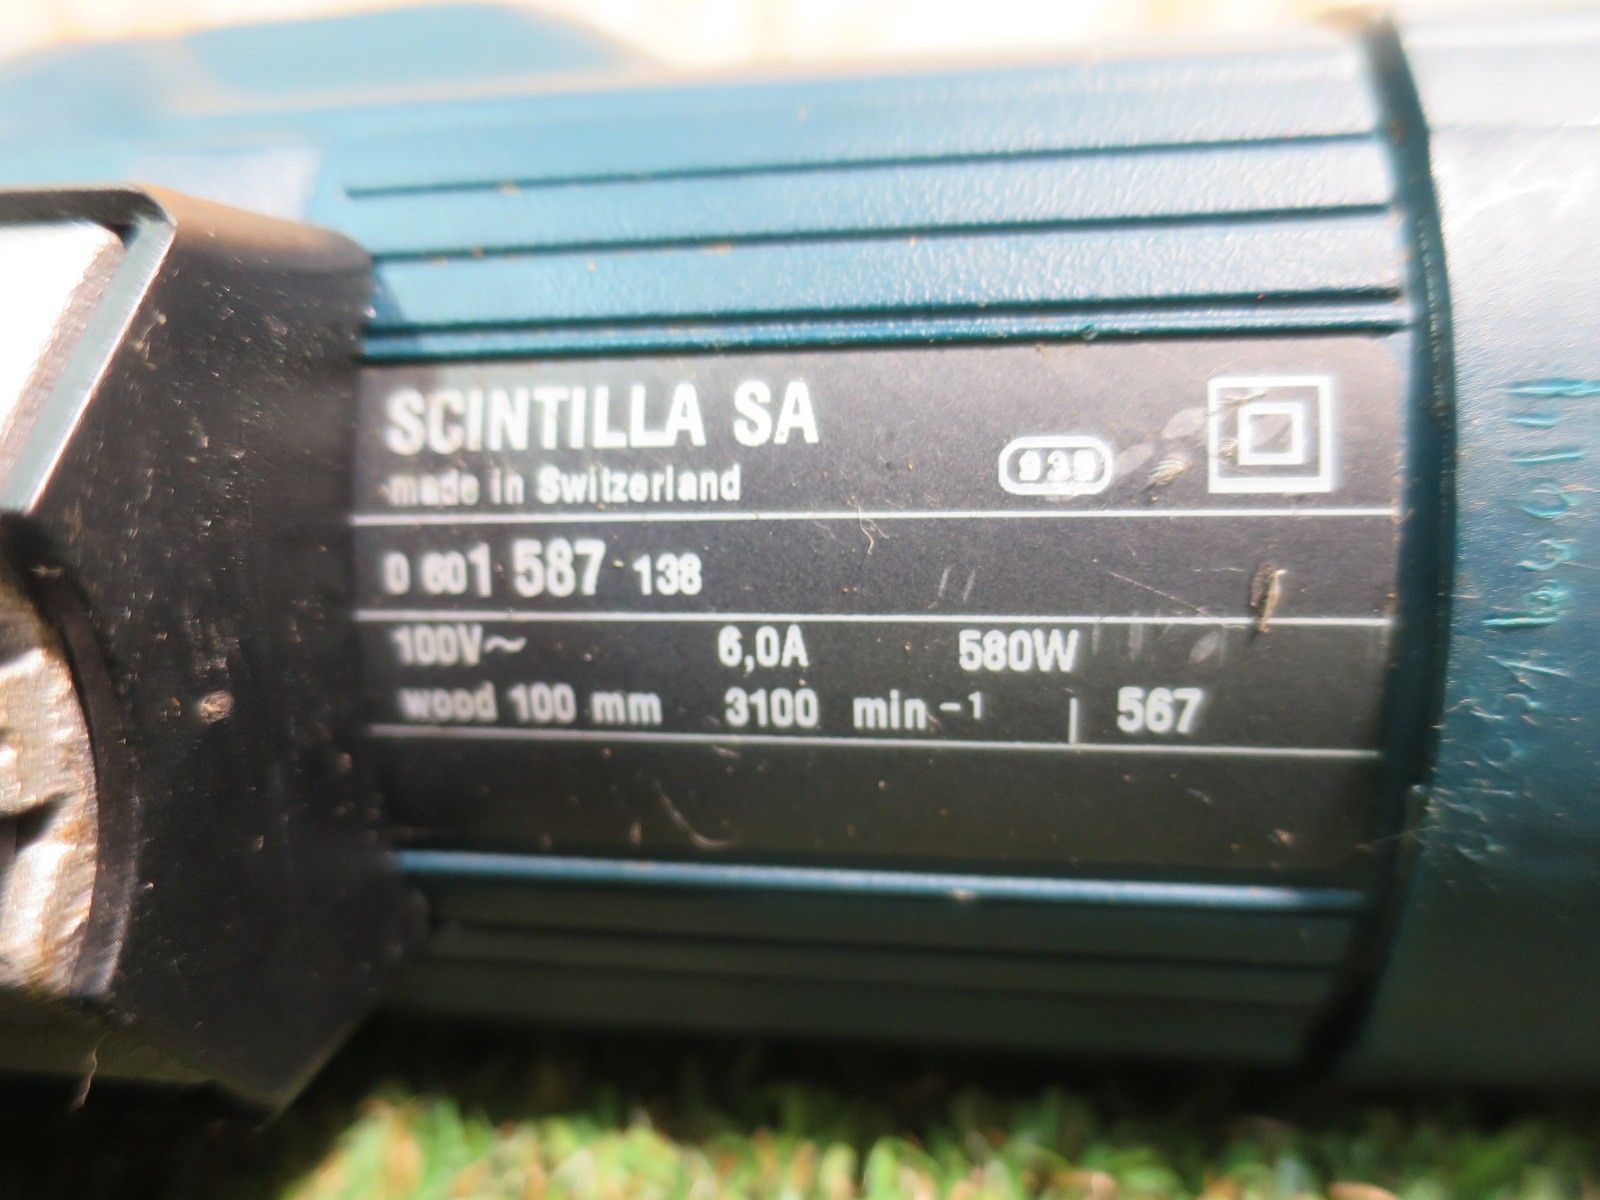 SCINTILLA SA
made in Switzerland
939
0 601 587 138
100V~ 6,0A 580W
wood 100 mm 3100 min⁻¹ 567